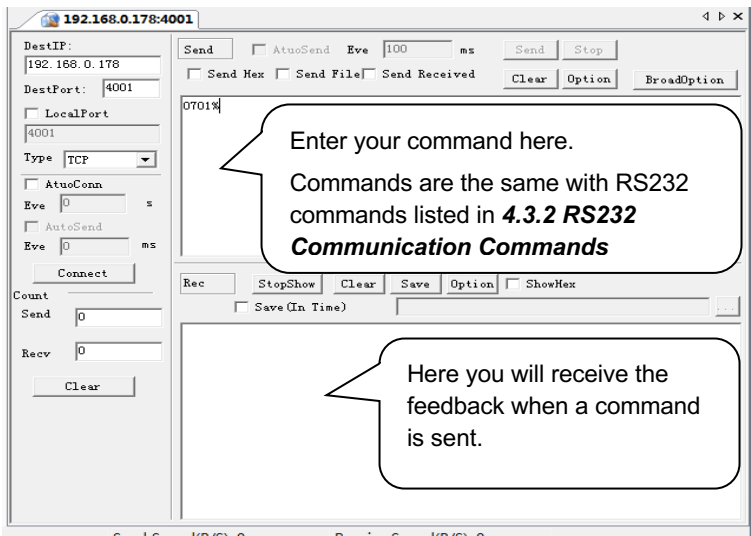 192.168.0.178:4001
DestIP:
192.168.0.178
DestPort: 4001
LocalPort
4001
Type TCP
AtuoConn
Eve 0 s
AutoSend
Eve 0 ms
Connect
Count
Send 0
Recv 0
Clear
Send AtuoSend Eve 100 ms Send Stop
Send Hex Send File Send Received Clear Option BroadOption
0701%
Enter your command here.
Commands are the same with RS232
commands listed in 4.3.2 RS232
Communication Commands
Rec StopShow Clear Save Option ShowHex
Save(In Time) ...
Here you will receive the
feedback when a command
is sent.